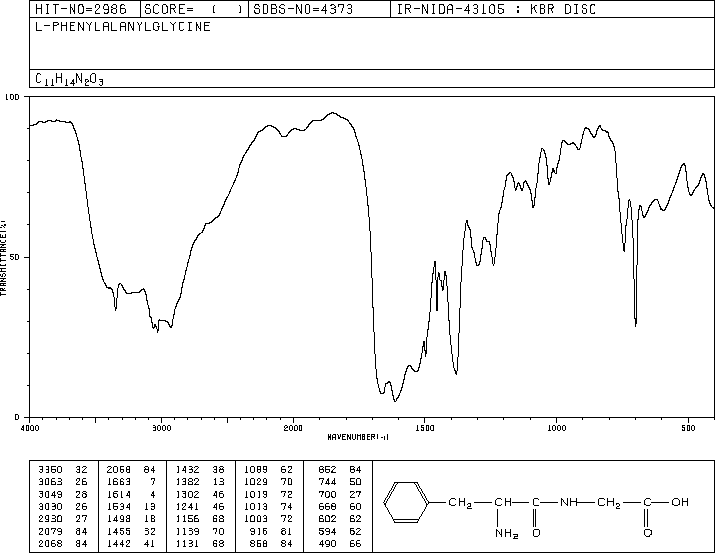 HIT-NO=2986 SCORE= ( ) SDBS-NO=4373 IR-NIDA-43105 : KBR DISC
L-PHENYLALANYLGLYCINE
C11H14N2O3
100
50
0
TRANSMITTANCE(%)
4000 3000 2000 1500 1000 500
WAVENUMBER(-1)
3360 32 2068 84 1432 38 1089 62 862 84
3063 26 1663 7 1382 13 1029 70 744 50
3049 28 1614 4 1302 46 1019 72 700 27
3030 26 1534 13 1241 46 1013 74 668 60
2930 27 1498 18 1156 68 1003 72 602 62
2079 84 1455 32 1139 70 916 81 594 62
2068 84 1442 41 1131 68 868 84 490 66
CH2 CH C NH CH2 C OH
NH2 O O